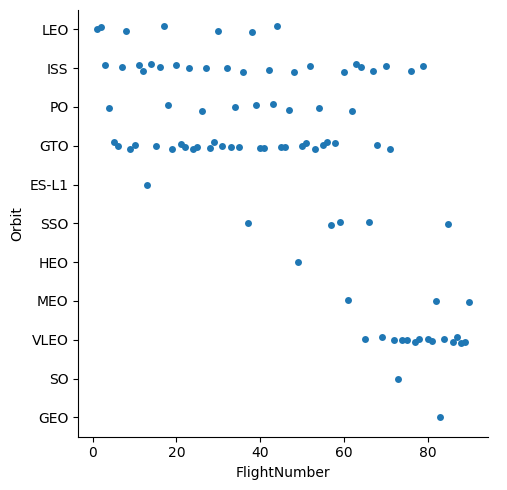 LEO
ISS
PO
GTO
ES-L1
SSO
HEO
MEO
VLEO
SO
GEO
Orbit
0 20 40 60 80
FlightNumber